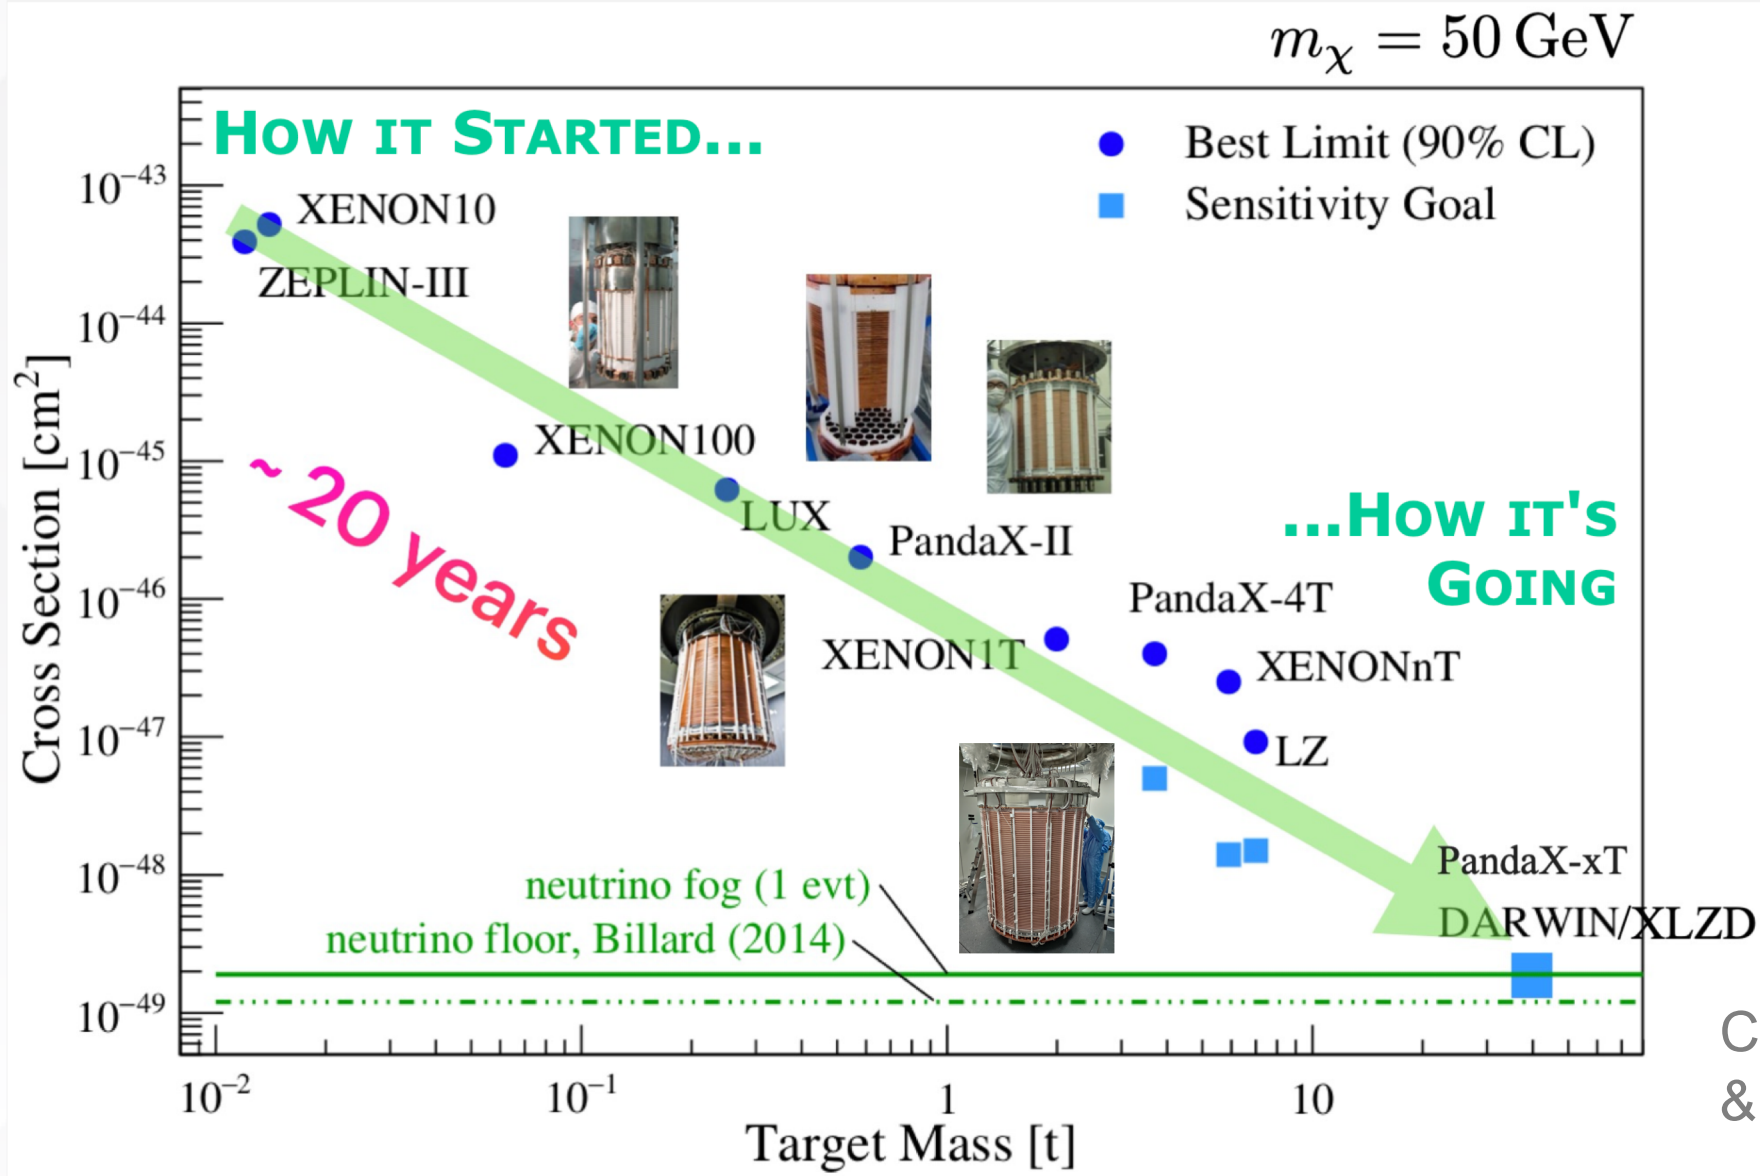 mχ = 50 GeV
How it Started...
Best Limit (90% CL)
Sensitivity Goal
10⁻⁴³
XENON10
ZEPLIN-III
10⁻⁴⁴
XENON100
10⁻⁴⁵
~ 20 years
LUX
PandaX-II
...How it's
Going
10⁻⁴⁶
PandaX-4T
XENON1T
XENONnT
10⁻⁴⁷
LZ
10⁻⁴⁸
PandaX-xT
DARWIN/XLZD
neutrino fog (1 evt)
neutrino floor, Billard (2014)
10⁻⁴⁹
Cross Section [cm²]
10⁻²
10⁻¹
1
10
Target Mass [t]
C
&